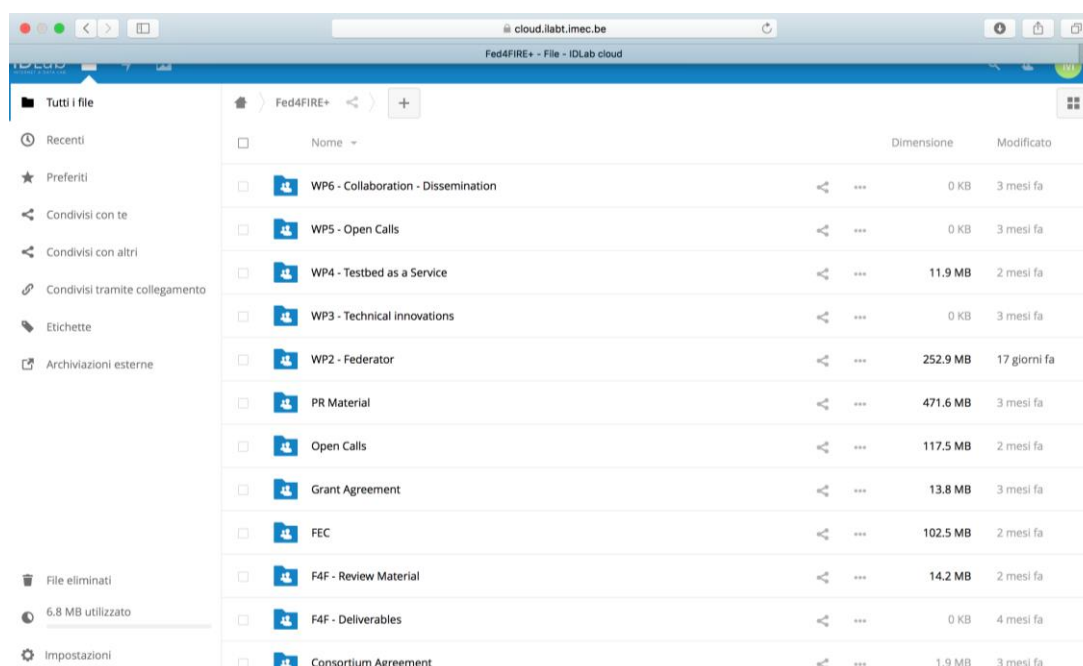 cloud.ilabt.imec.be
Fed4FIRE+ - File - IDLab cloud
IDLab
Tutti i file
Fed4FIRE+
+
Recenti
Nome
Dimensione
Modificato
Preferiti
WP6 - Collaboration - Dissemination
0 KB
3 mesi fa
Condivisi con te
WP5 - Open Calls
0 KB
3 mesi fa
Condivisi con altri
WP4 - Testbed as a Service
11.9 MB
2 mesi fa
Condivisi tramite collegamento
WP3 - Technical innovations
0 KB
3 mesi fa
Etichette
WP2 - Federator
252.9 MB
17 giorni fa
Archiviazioni esterne
PR Material
471.6 MB
3 mesi fa
Open Calls
117.5 MB
2 mesi fa
Grant Agreement
13.8 MB
3 mesi fa
FEC
102.5 MB
2 mesi fa
File eliminati
F4F - Review Material
14.2 MB
2 mesi fa
6.8 MB utilizzato
F4F - Deliverables
0 KB
4 mesi fa
Impostazioni
Consortium Agreement
1.9 MB
3 mesi fa